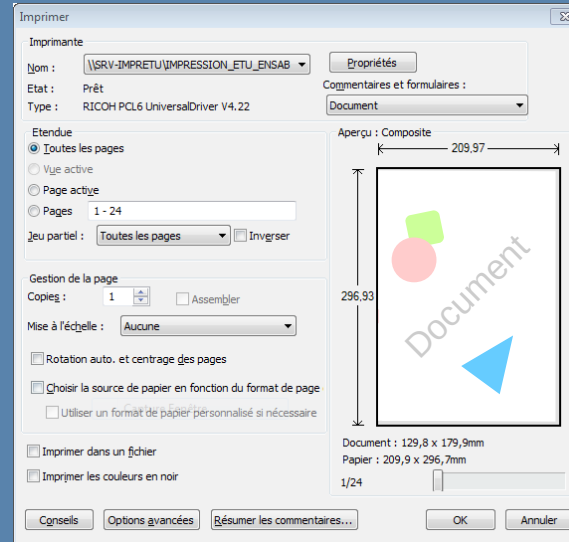 Imprimer
Imprimante
Nom : \\SRV-IMPRETU\IMPRESSION_ETU_ENSAB Propriétés
Etat : Prêt Commentaires et formulaires :
Type : RICOH PCL6 UniversalDriver V4.22 Document
Etendue Aperçu : Composite
Toutes les pages 209,97
Vue active
Page active
Pages 1 - 24
Jeu partiel : Toutes les pages Inverser
Gestion de la page
Copies : 1 Assembler
296,93
Document
Mise à l'échelle : Aucune
Rotation auto. et centrage des pages
Choisir la source de papier en fonction du format de page
Utiliser un format de papier personnalisé si nécessaire
Imprimer dans un fichier Document : 129,8 x 179,9mm
Papier : 209,9 x 296,7mm
Imprimer les couleurs en noir 1/24
Conseils Options avancées Résumer les commentaires... OK Annuler